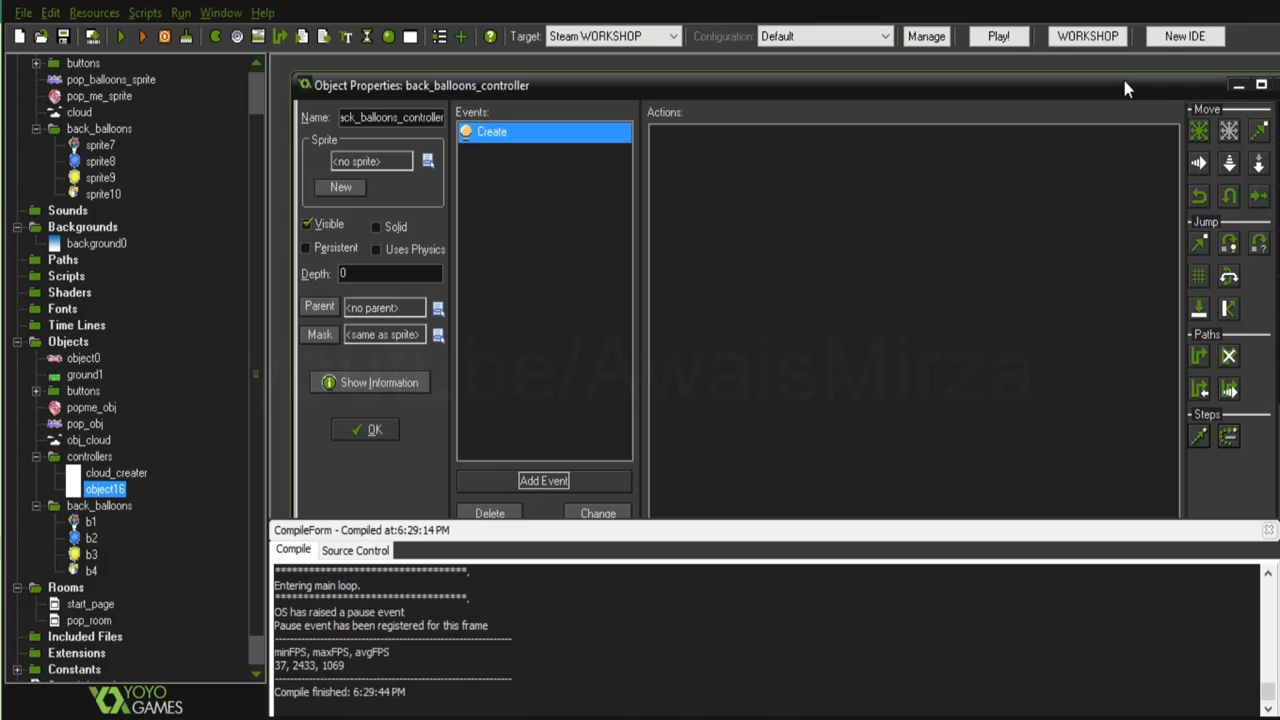 File Edit Resources Scripts Run Window Help
Target: Steam WORKSHOP Configuration: Default Manage Play! WORKSHOP New IDE
buttons
pop_balloons_sprite
pop_me_sprite
cloud
back_balloons
sprite7
sprite8
sprite9
sprite10
Sounds
Backgrounds
background0
Paths
Scripts
Shaders
Fonts
Time Lines
Objects
object0
ground1
buttons
popme_obj
pop_obj
obj_cloud
controllers
cloud_creater
object16
back_balloons
b1
b2
b3
b4
Rooms
start_page
pop_room
Included Files
Extensions
Constants
YOYO
GAMES
Object Properties: back_balloons_controller
Name: ack_balloons_controller
Sprite
<no sprite>
New
Visible Solid
Persistent Uses Physics
Depth: 0
Parent <no parent>
Mask <same as sprite>
Show Information
OK
Events:
Create
Add Event
Delete Change
Actions:
Move
Jump
Paths
Steps
youtube/AwaisMirza
CompileForm - Compiled at:6:29:14 PM
Compile Source Control
***********************************.
Entering main loop.
***********************************.
OS has raised a pause event
Pause event has been registered for this frame
-------------------------------------------------------
minFPS, maxFPS, avgFPS
37, 2433, 1069
-------------------------------------------------------
Compile finished: 6:29:44 PM